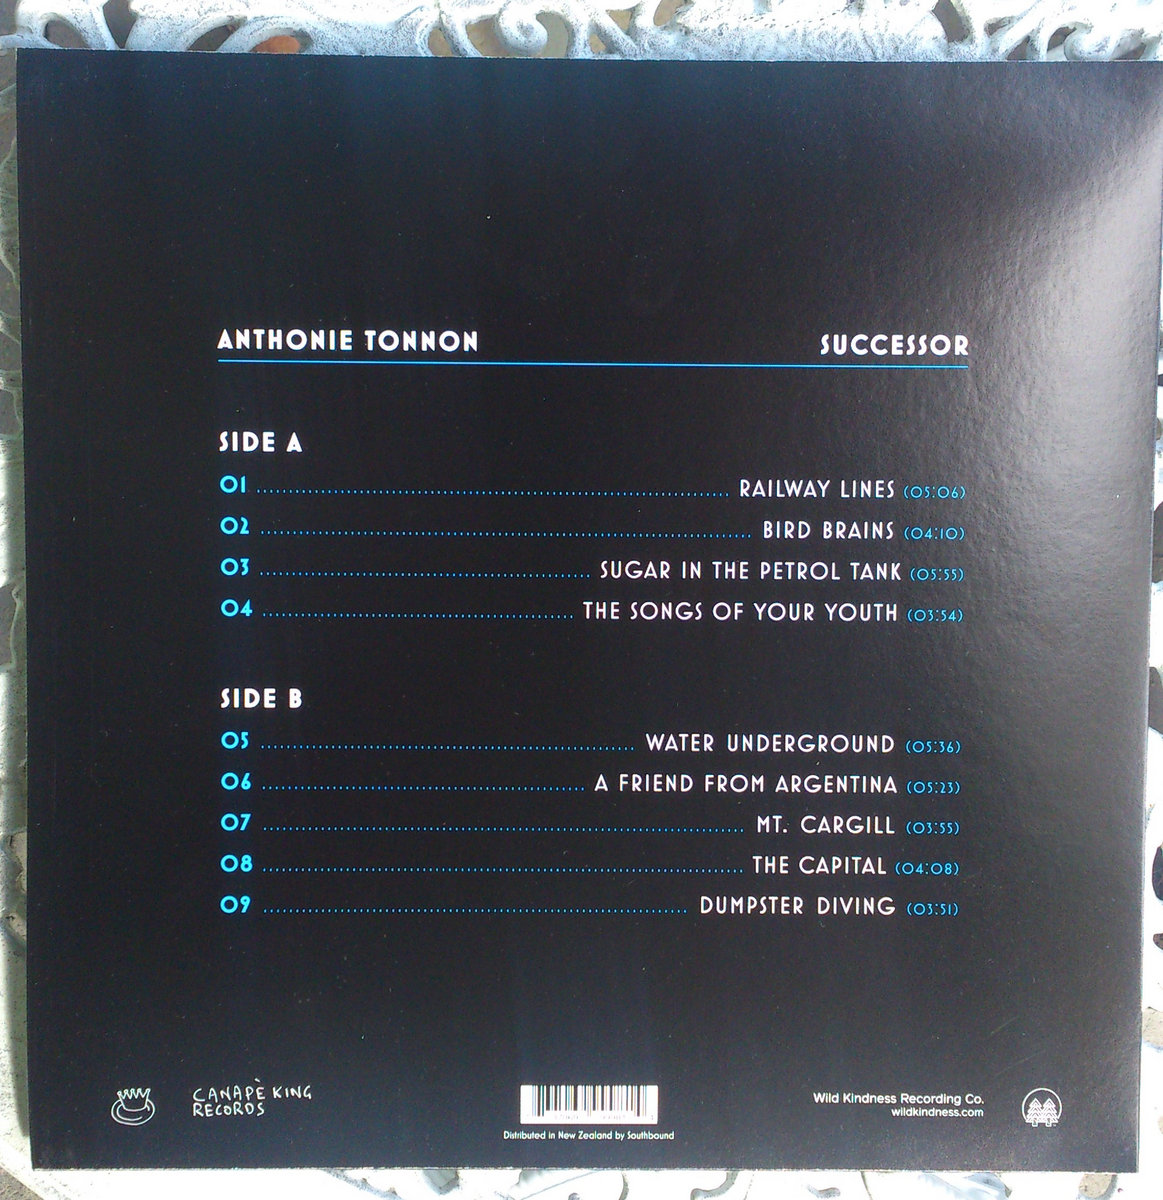 ANTHONIE TONNON SUCCESSOR
SIDE A
01 RAILWAY LINES (05:06)
02 BIRD BRAINS (04:10)
03 SUGAR IN THE PETROL TANK (05:55)
04 THE SONGS OF YOUR YOUTH (03:54)
SIDE B
05 WATER UNDERGROUND (05:36)
06 A FRIEND FROM ARGENTINA (05:23)
07 MT. CARGILL (03:55)
08 THE CAPITAL (04:08)
09 DUMPSTER DIVING (03:51)
CANAPÈ KING
RECORDS
Distributed in New Zealand by Southbound
Wild Kindness Recording Co.
wildkindness.com